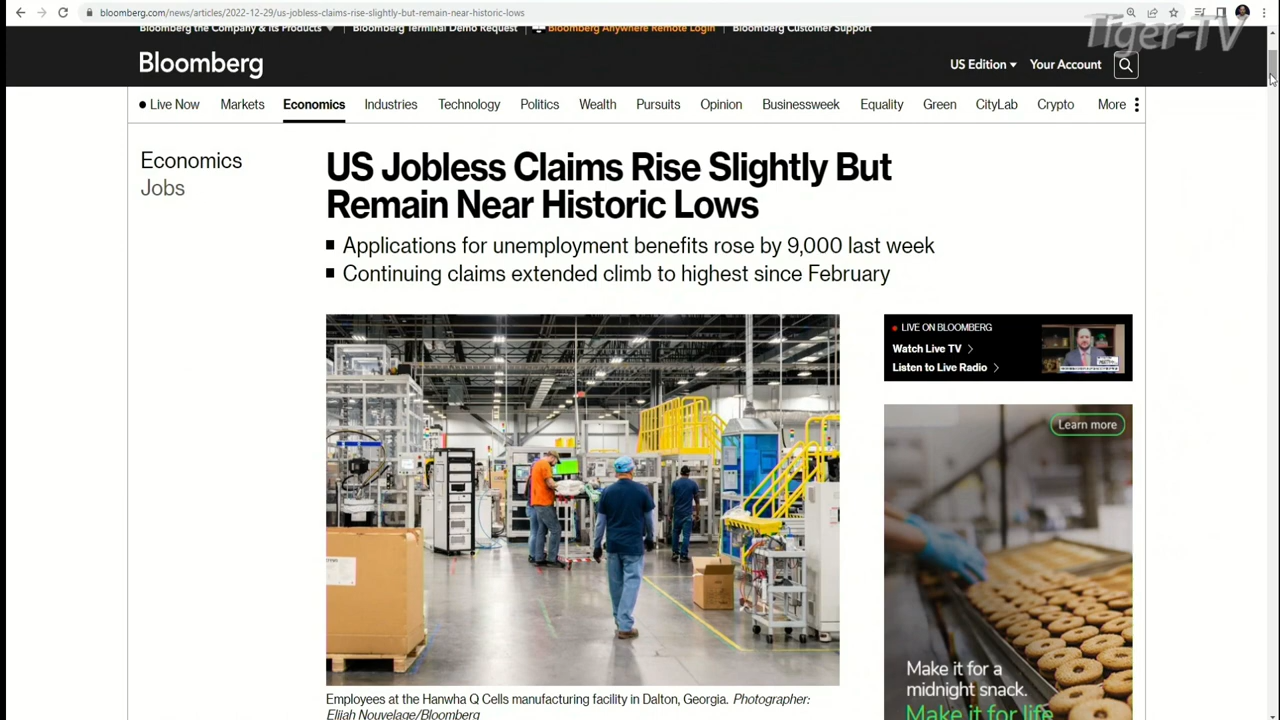 bloomberg.com/news/articles/2022-12-29/us-jobless-claims-rise-slightly-but-remain-near-historic-lows
Bloomberg the Company & Its Products
Bloomberg Terminal Demo Request
Bloomberg Anywhere Remote Login
Bloomberg Customer Support
Tiger-TV
Bloomberg
US Edition
Your Account
Live Now
Markets
Economics
Industries
Technology
Politics
Wealth
Pursuits
Opinion
Businessweek
Equality
Green
CityLab
Crypto
More
Economics
Jobs
US Jobless Claims Rise Slightly But
Remain Near Historic Lows
Applications for unemployment benefits rose by 9,000 last week
Continuing claims extended climb to highest since February
LIVE ON BLOOMBERG
Watch Live TV
Listen to Live Radio
Learn more
Make it for a
midnight snack.
Make it for life
Employees at the Hanwha Q Cells manufacturing facility in Dalton, Georgia. Photographer:
Elijah Nouvelage/Bloomberg